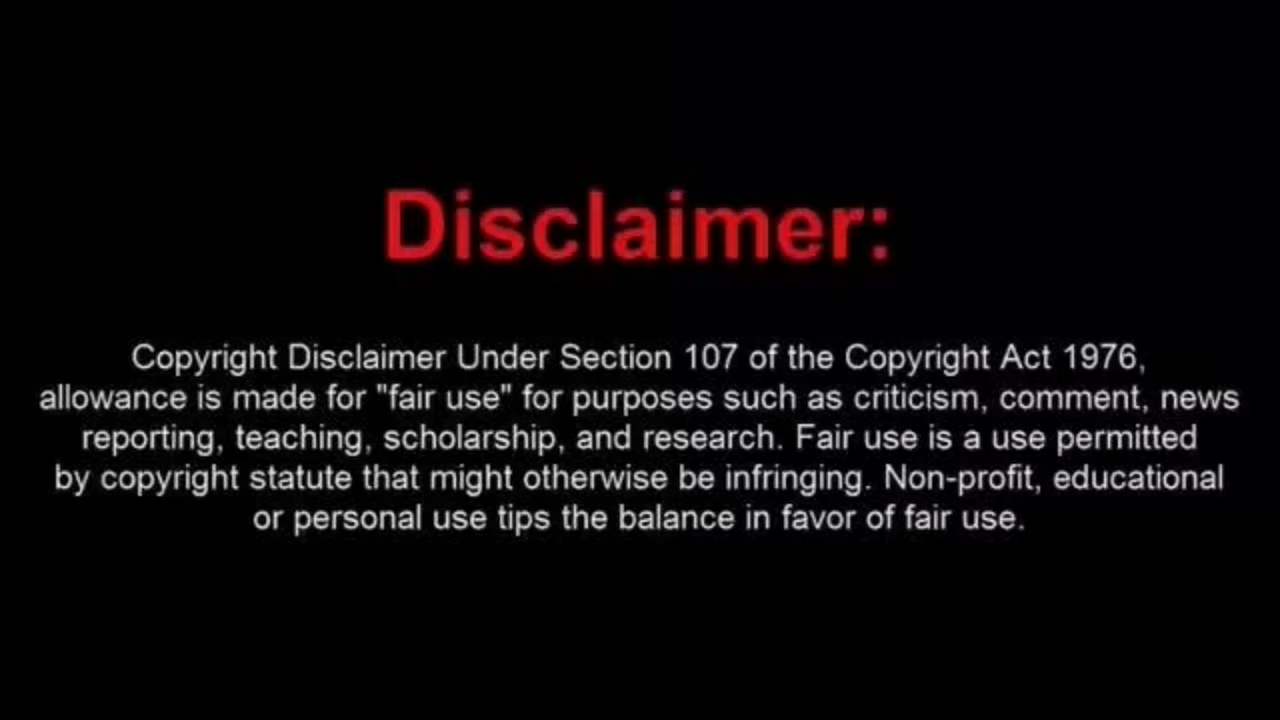 Disclaimer:
Copyright Disclaimer Under Section 107 of the Copyright Act 1976,
allowance is made for "fair use" for purposes such as criticism, comment, news
reporting, teaching, scholarship, and research. Fair use is a use permitted
by copyright statute that might otherwise be infringing. Non-profit, educational
or personal use tips the balance in favor of fair use.